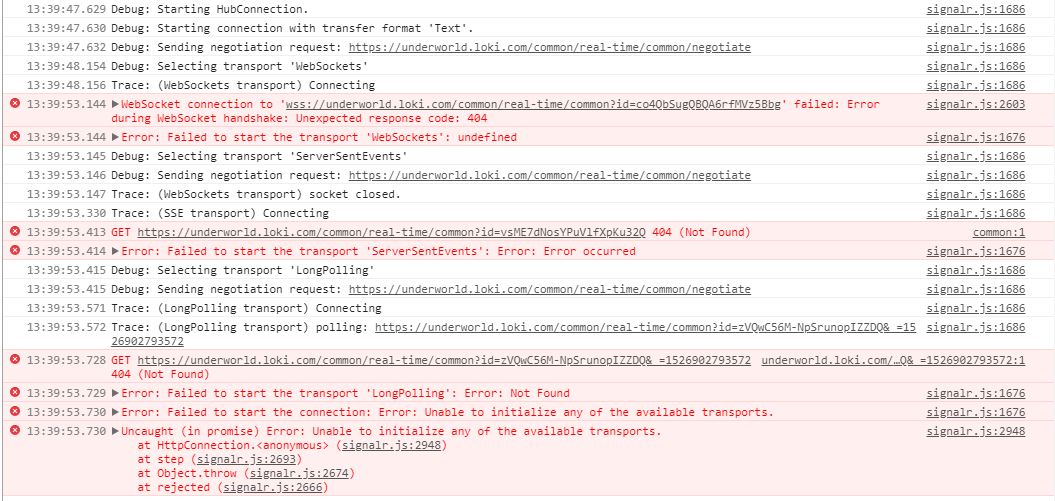 13:39:47.629 Debug: Starting HubConnection. signalr.js:1686
13:39:47.630 Debug: Starting connection with transfer format 'Text'. signalr.js:1686
13:39:47.632 Debug: Sending negotiation request: https://underworld.loki.com/common/real-time/common/negotiate signalr.js:1686
13:39:48.154 Debug: Selecting transport 'WebSockets' signalr.js:1686
13:39:48.156 Trace: (WebSockets transport) Connecting signalr.js:1686
13:39:53.144 ▶WebSocket connection to 'wss://underworld.loki.com/common/real-time/common?id=co4QbSugQBQA6rfMVz5Bbg' failed: Error signalr.js:2603
during WebSocket handshake: Unexpected response code: 404
13:39:53.144 ▶Error: Failed to start the transport 'WebSockets': undefined signalr.js:1676
13:39:53.145 Debug: Selecting transport 'ServerSentEvents' signalr.js:1686
13:39:53.146 Debug: Sending negotiation request: https://underworld.loki.com/common/real-time/common/negotiate signalr.js:1686
13:39:53.147 Trace: (WebSockets transport) socket closed. signalr.js:1686
13:39:53.330 Trace: (SSE transport) Connecting signalr.js:1686
13:39:53.413 GET https://underworld.loki.com/common/real-time/common?id=vsME7dNosYPuVlfXpKu32Q 404 (Not Found) common:1
13:39:53.414 ▶Error: Failed to start the transport 'ServerSentEvents': Error: Error occurred signalr.js:1676
13:39:53.415 Debug: Selecting transport 'LongPolling' signalr.js:1686
13:39:53.415 Debug: Sending negotiation request: https://underworld.loki.com/common/real-time/common/negotiate signalr.js:1686
13:39:53.571 Trace: (LongPolling transport) Connecting signalr.js:1686
13:39:53.572 Trace: (LongPolling transport) polling: https://underworld.loki.com/common/real-time/common?id=zVQwC56M-NpSrunopIZZDQ&_=15 signalr.js:1686
26902793572
13:39:53.728 GET https://underworld.loki.com/common/real-time/common?id=zVQwC56M-NpSrunopIZZDQ&_=1526902793572 underworld.loki.com/…Q&_=1526902793572:1
404 (Not Found)
13:39:53.729 ▶Error: Failed to start the transport 'LongPolling': Error: Not Found signalr.js:1676
13:39:53.730 ▶Error: Failed to start the connection: Error: Unable to initialize any of the available transports. signalr.js:1676
13:39:53.730 ▶Uncaught (in promise) Error: Unable to initialize any of the available transports. signalr.js:2948
at HttpConnection.<anonymous> (signalr.js:2948)
at step (signalr.js:2693)
at Object.throw (signalr.js:2674)
at rejected (signalr.js:2666)